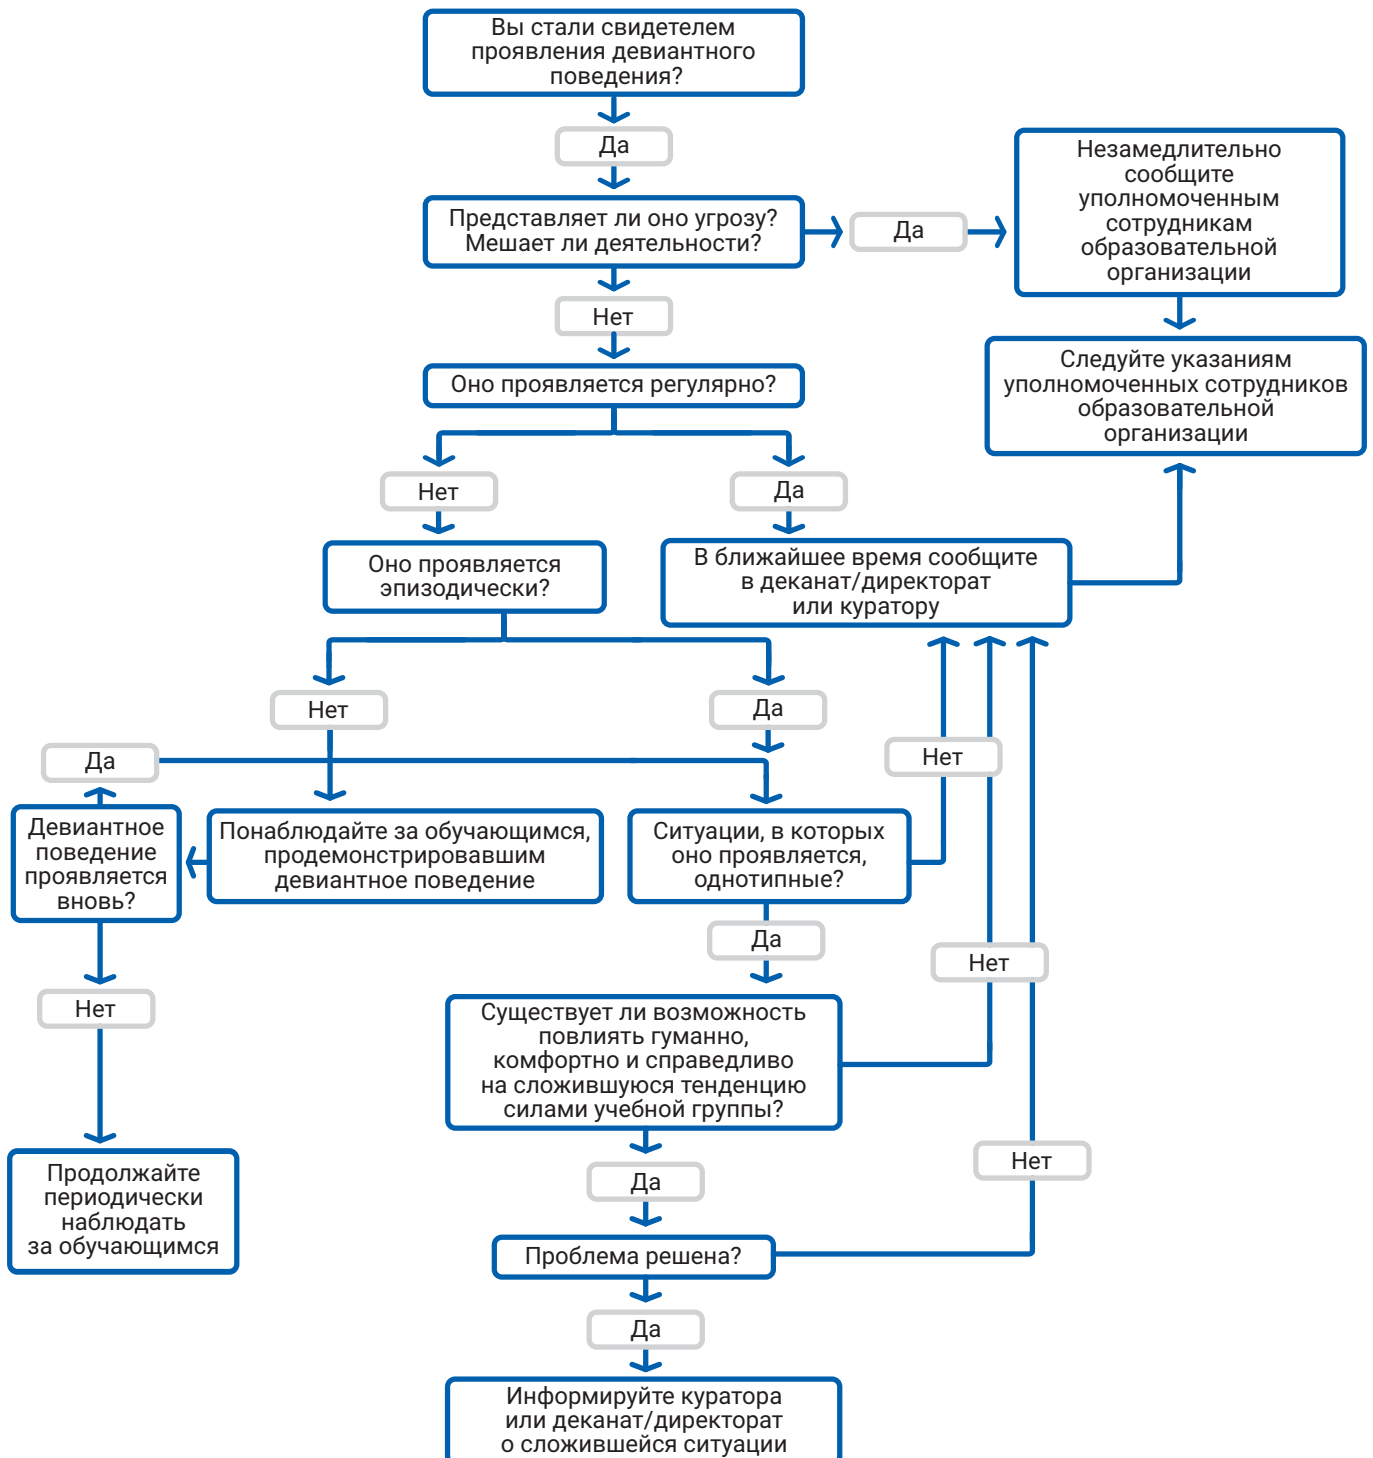 Вы стали свидетелем
проявления девиантного
поведения?
Да
Представляет ли оно угрозу?
Мешает ли деятельности?
Да
Незамедлительно
сообщите
уполномоченным
сотрудникам
образовательной
организации
Нет
Следуйте указаниям
уполномоченных сотрудников
образовательной
организации
Оно проявляется регулярно?
Нет
Да
Оно проявляется
эпизодически?
В ближайшее время сообщите
в деканат/директорат
или куратору
Нет
Да
Да
Нет
Девиантное
поведение
проявляется
вновь?
Понаблюдайте за обучающимся,
продемонстрировавшим
девиантное поведение
Ситуации, в которых
оно проявляется,
однотипные?
Да
Нет
Нет
Существует ли возможность
повлиять гуманно,
комфортно и справедливо
на сложившуюся тенденцию
силами учебной группы?
Нет
Да
Продолжайте
периодически
наблюдать
за обучающимся
Проблема решена?
Да
Информируйте куратора
или деканат/директорат
о сложившейся ситуации